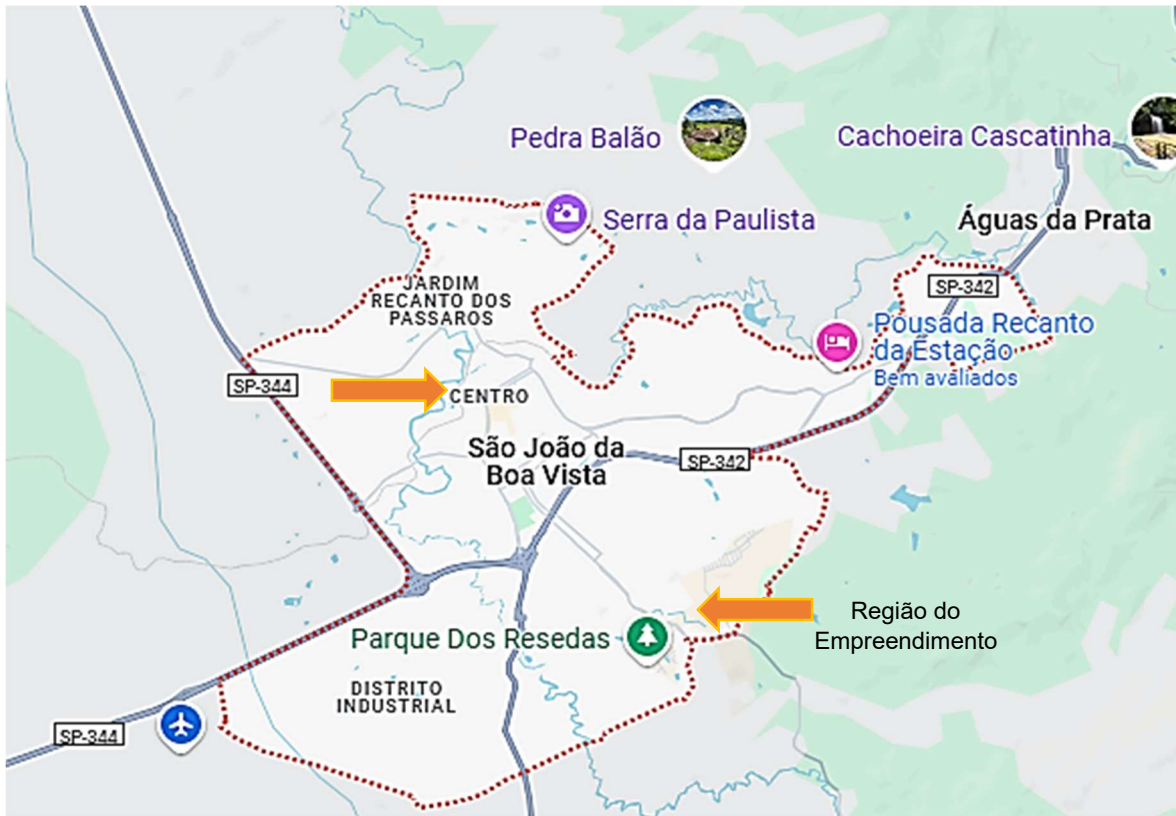 Pedra Balão
Cachoeira Cascatinha
Serra da Paulista
Águas da Prata
JARDIM
RECANTO DOS
PASSAROS
SP-342
Pousada Recanto
da Estação
Bem avaliados
SP-344
CENTRO
São João da
Boa Vista
SP-342
Região do
Empreendimento
Parque Dos Resedas
DISTRITO
INDUSTRIAL
SP-344